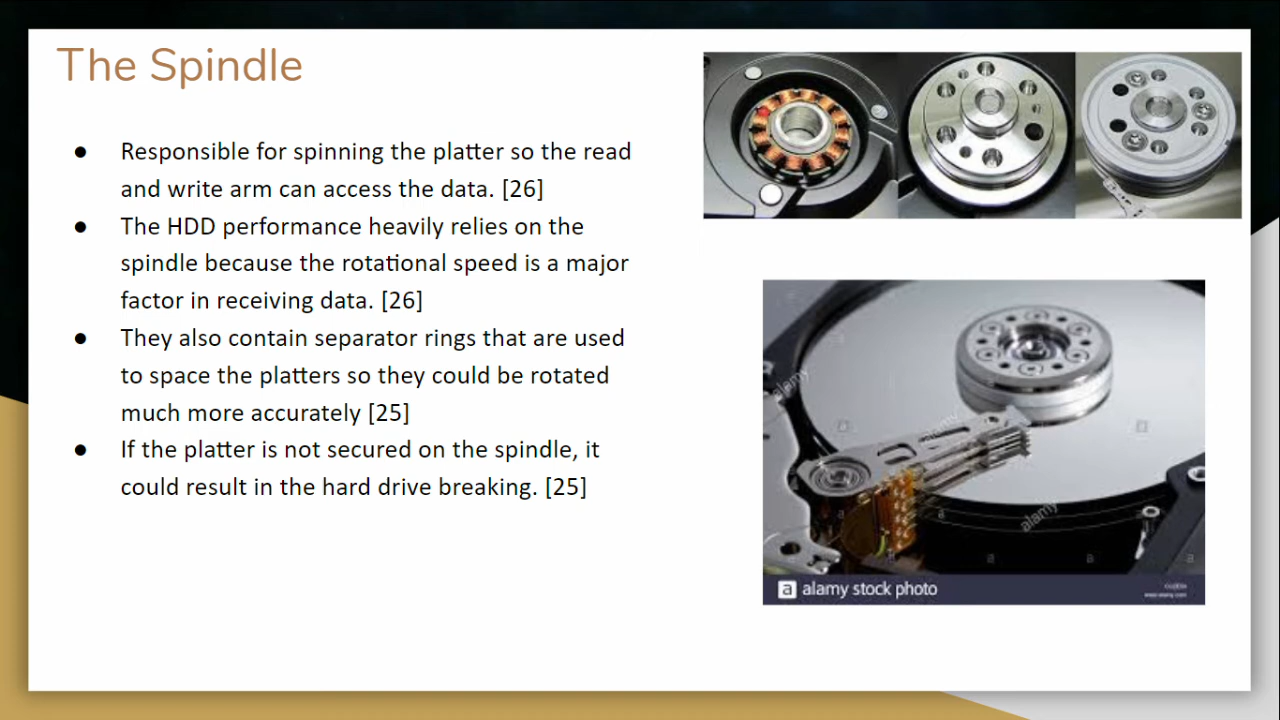 The Spindle
● Responsible for spinning the platter so the read
and write arm can access the data. [26]
● The HDD performance heavily relies on the
spindle because the rotational speed is a major
factor in receiving data. [26]
● They also contain separator rings that are used
to space the platters so they could be rotated
much more accurately [25]
● If the platter is not secured on the spindle, it
could result in the hard drive breaking. [25]
alamy
alamy
alamy
a alamy stock photo
www.alamy.com